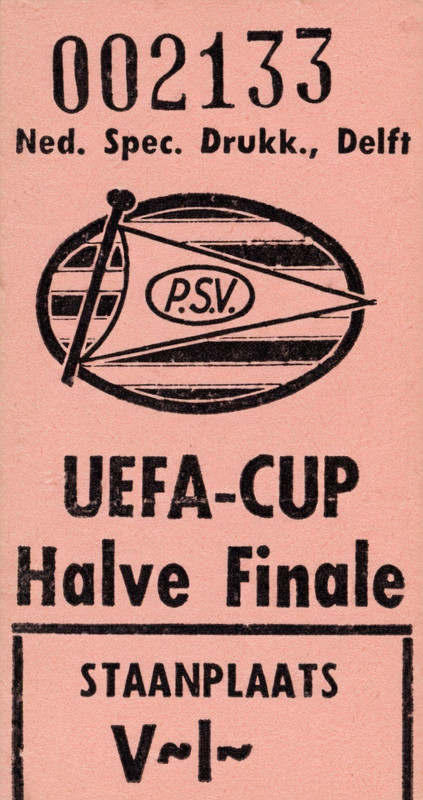 002133
Ned. Spec. Drukk., Delft
P.S.V.
UEFA-CUP
Halve Finale
STAANPLAATS
V~I~